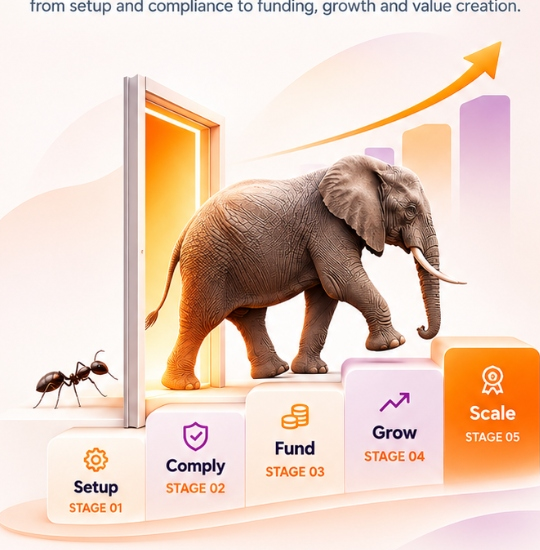 from setup and compliance to funding, growth and value creation.
Setup
STAGE 01
Comply
STAGE 02
Fund
STAGE 03
Grow
STAGE 04
Scale
STAGE 05